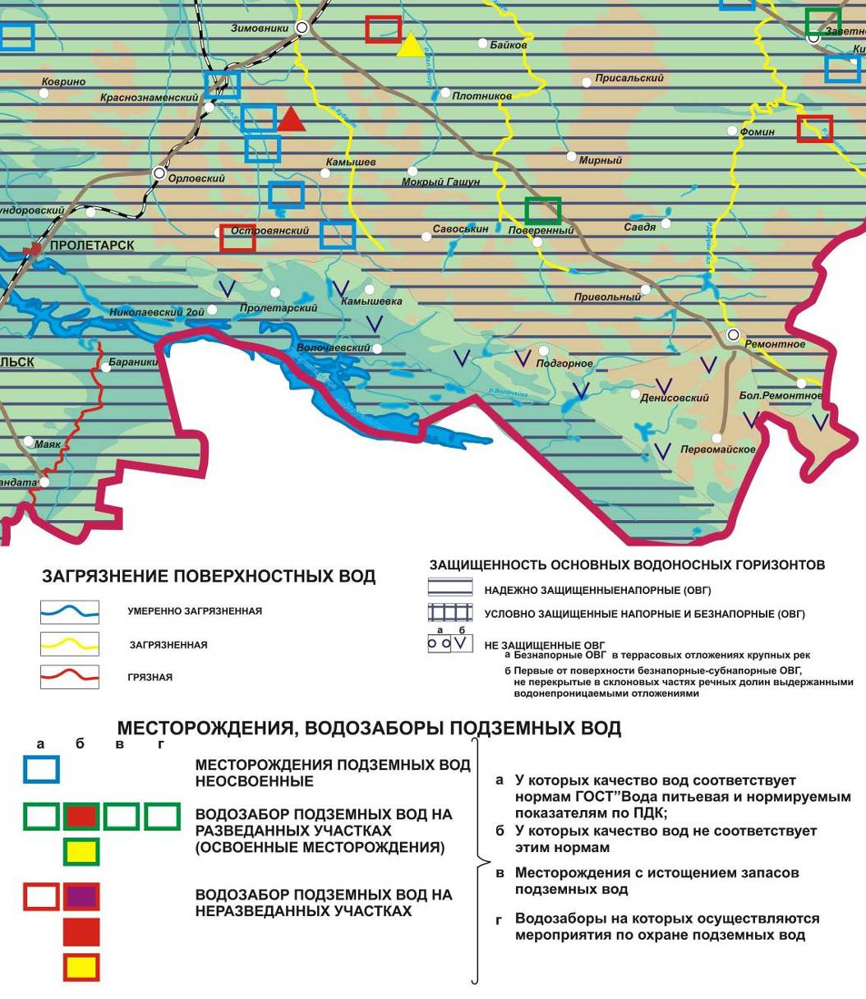 Зимовники
Байков
Заветн
Ки
Коврино
Присальский
Краснознаменский
Плотников
Фомин
Камышев
Мирный
Орловский
Мокрый Гашун
ундоровский
Островянский
Савоськин
Поверенный
Савдя
ПРОЛЕТАРСК
Привольный
Николаевский 2ой
Пролетарский
Камышевка
Ремонтное
Волочаевский
ЛЬСК
Бараники
Подгорное
р.Волочайка
Денисовский
Бол.Ремонтное
Маяк
Первомайское
андата
ЗАГРЯЗНЕНИЕ ПОВЕРХНОСТНЫХ ВОД
УМЕРЕННО ЗАГРЯЗНЕННАЯ
ЗАГРЯЗНЕННАЯ
ГРЯЗНАЯ
ЗАЩИЩЕННОСТЬ ОСНОВНЫХ ВОДОНОСНЫХ ГОРИЗОНТОВ
НАДЕЖНО ЗАЩИЩЕННЫЕНАПОРНЫЕ (ОВГ)
УСЛОВНО ЗАЩИЩЕННЫЕ НАПОРНЫЕ И БЕЗНАПОРНЫЕ (ОВГ)
а б
НЕ ЗАЩИЩЕННЫЕ ОВГ
а Безнапорные ОВГ в террасовых отложениях крупных рек
б Первые от поверхности безнапорные-субнапорные ОВГ,
не перекрытые в склоновых частях речных долин выдержанными
водонепроницаемыми отложениями
МЕСТОРОЖДЕНИЯ, ВОДОЗАБОРЫ ПОДЗЕМНЫХ ВОД
а б в г
МЕСТОРОЖДЕНИЯ ПОДЗЕМНЫХ ВОД
НЕОСВОЕННЫЕ
ВОДОЗАБОР ПОДЗЕМНЫХ ВОД НА
РАЗВЕДАННЫХ УЧАСТКАХ
(ОСВОЕННЫЕ МЕСТОРОЖДЕНИЯ)
ВОДОЗАБОР ПОДЗЕМНЫХ ВОД НА
НЕРАЗВЕДАННЫХ УЧАСТКАХ
а У которых качество вод соответствует
нормам ГОСТ”Вода питьевая и нормируемым
показателям по ПДК;
б У которых качество вод не соответствует
этим нормам
в Месторождения с истощением запасов
подземных вод
г Водозаборы на которых осуществляются
мероприятия по охране подземных вод